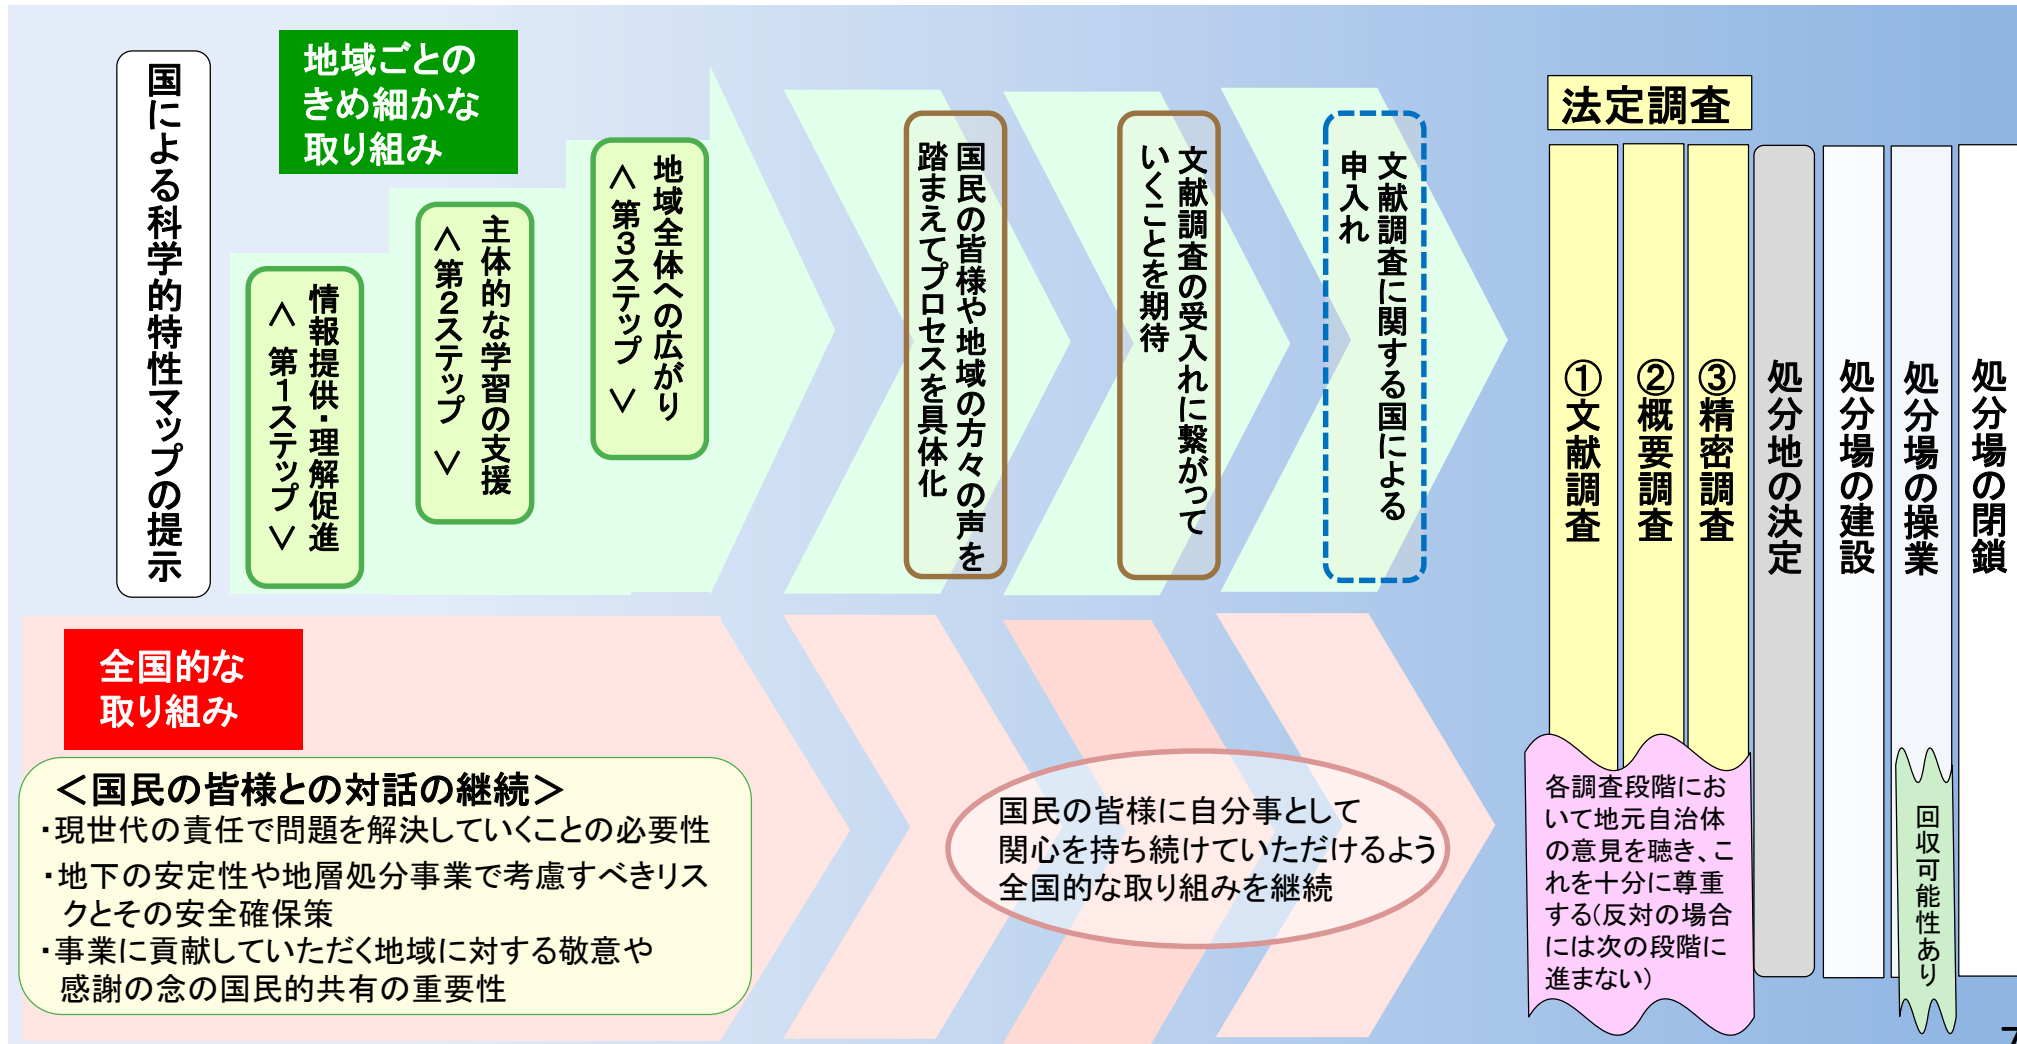 国による科学的特性マップの提示
地域ごとの
きめ細かな
取り組み
情報提供・理解促進
＜第１ステップ＞
主体的な学習の支援
＜第２ステップ＞
地域全体への広がり
＜第３ステップ＞
国民の皆様や地域の方々の声を
踏まえてプロセスを具体化
文献調査の受入れに繋がって
いくことを期待
文献調査に関する国による
申入れ
法定調査
①文献調査
②概要調査
③精密調査
処分地の決定
処分場の建設
処分場の操業
処分場の閉鎖
全国的な
取り組み
＜国民の皆様との対話の継続＞
・現世代の責任で問題を解決していくことの必要性
・地下の安定性や地層処分事業で考慮すべきリス
クとその安全確保策
・事業に貢献していただく地域に対する敬意や
感謝の念の国民的共有の重要性
国民の皆様に自分事として
関心を持ち続けていただけるよう
全国的な取り組みを継続
各調査段階にお
いて地元自治体
の意見を聴き、こ
れを十分に尊重
する（反対の場合
には次の段階に
進まない）
回収可能性あり
7